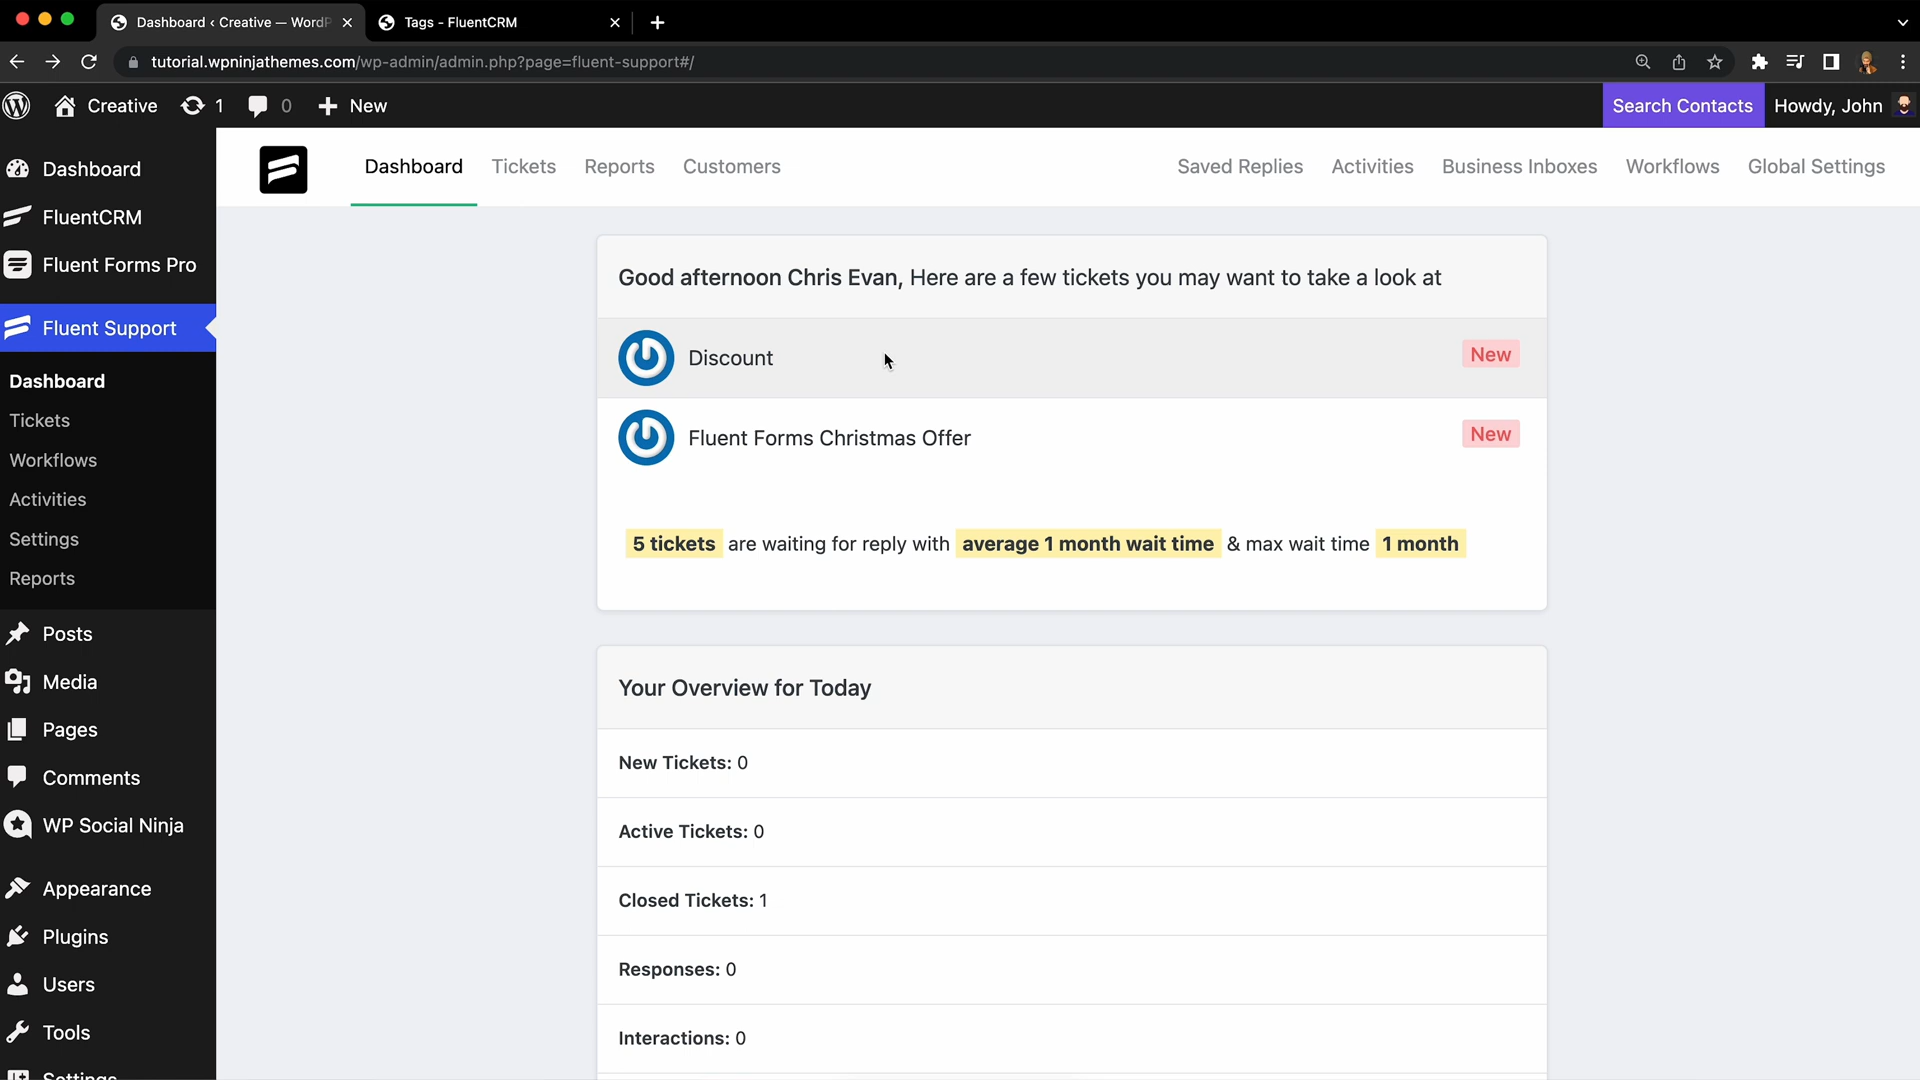 Dashboard ‹ Creative — WordP
Tags - FluentCRM
tutorial.wpninjathemes.com/wp-admin/admin.php?page=fluent-support#/
Creative
1
0
New
Search Contacts
Howdy, John
Dashboard
FluentCRM
Fluent Forms Pro
Fluent Support
Dashboard
Tickets
Workflows
Activities
Settings
Reports
Posts
Media
Pages
Comments
WP Social Ninja
Appearance
Plugins
Users
Tools
Settings
Dashboard
Tickets
Reports
Customers
Saved Replies
Activities
Business Inboxes
Workflows
Global Settings
Good afternoon Chris Evan, Here are a few tickets you may want to take a look at
Discount
New
Fluent Forms Christmas Offer
New
5 tickets are waiting for reply with average 1 month wait time & max wait time 1 month
Your Overview for Today
New Tickets: 0
Active Tickets: 0
Closed Tickets: 1
Responses: 0
Interactions: 0